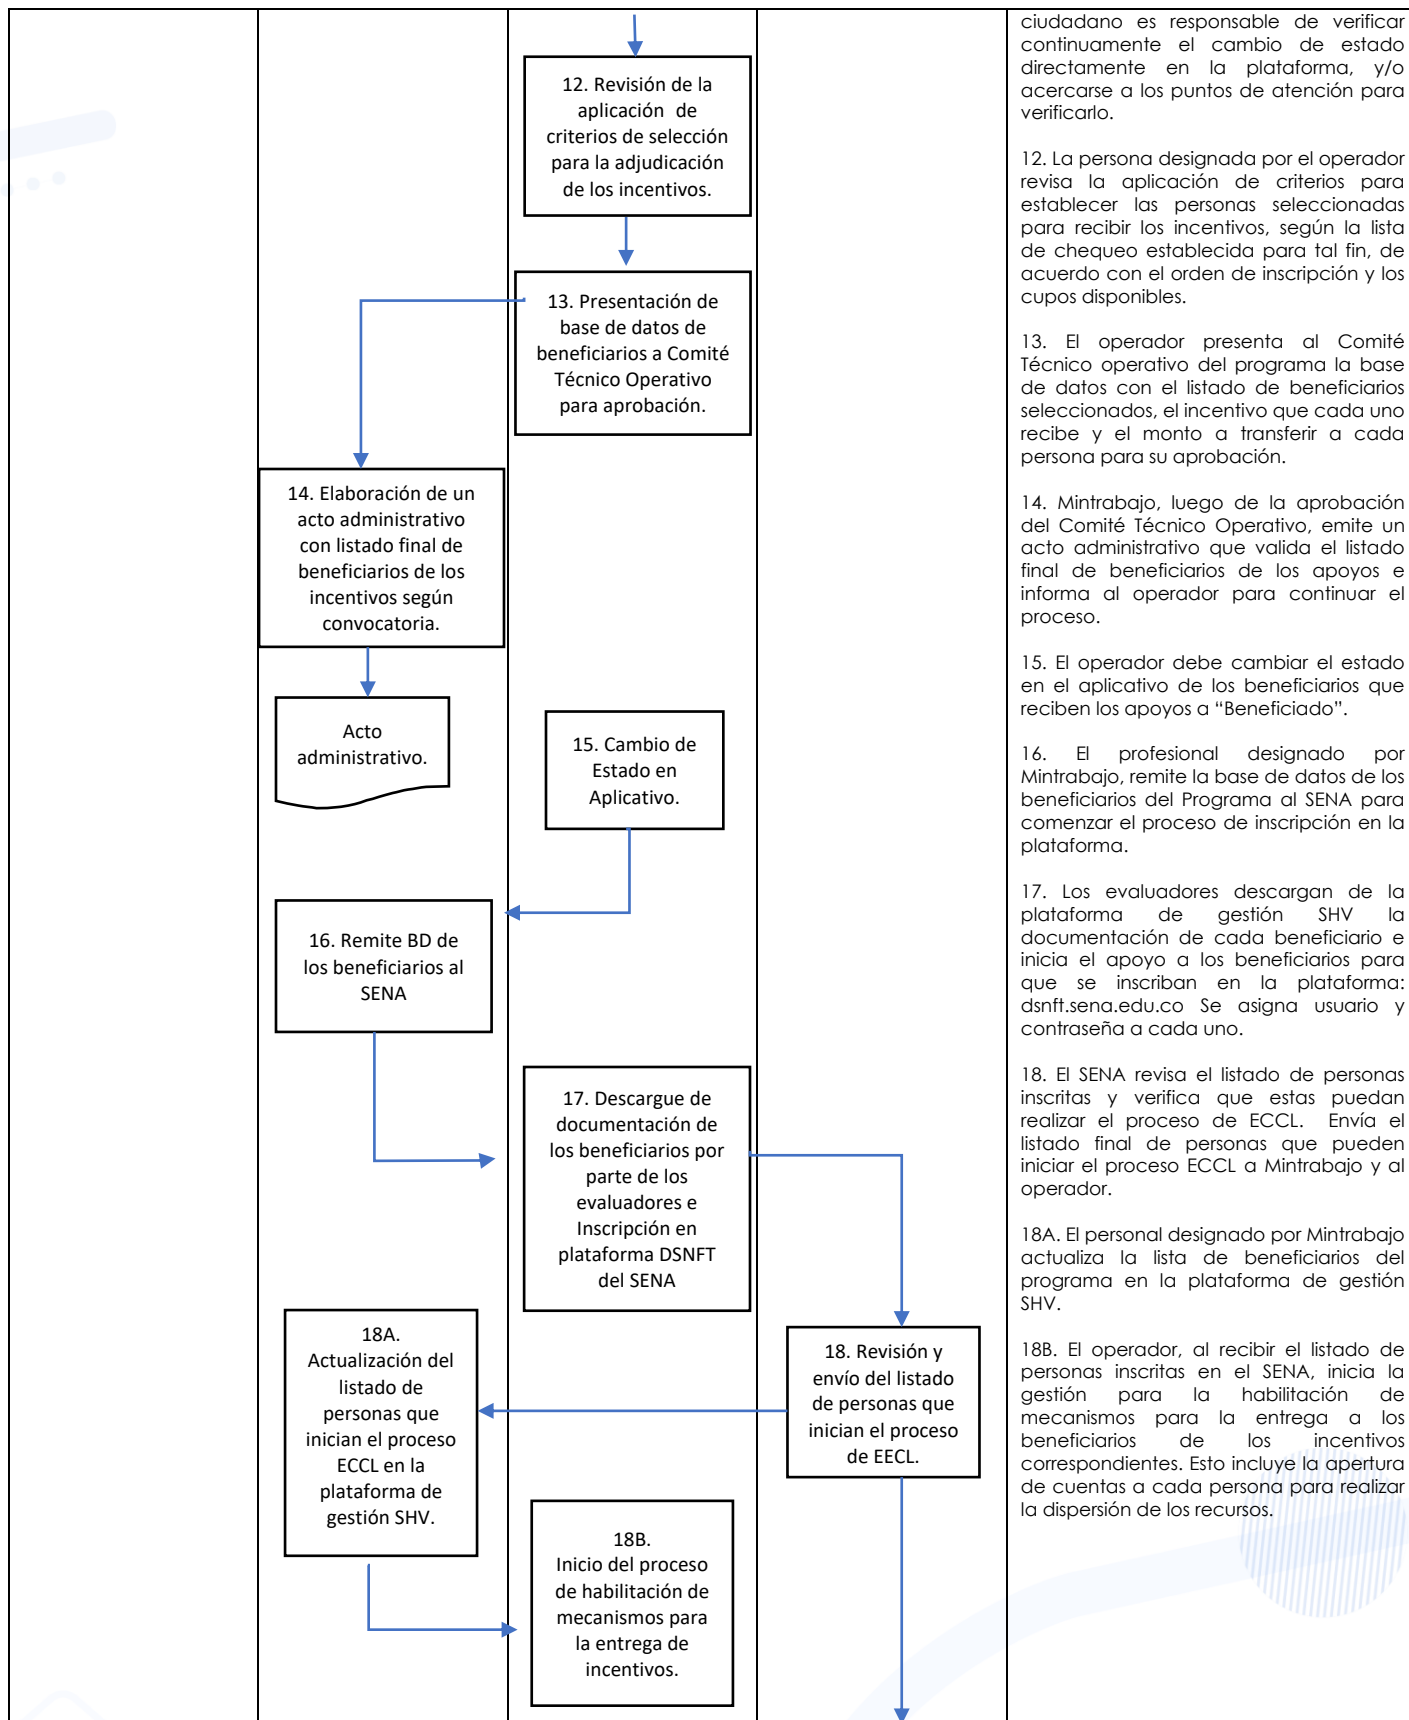 12. Revisión de la
aplicación de
criterios de selección
para la adjudicación
de los incentivos.
13. Presentación de
base de datos de
beneficiarios a Comité
Técnico Operativo
para aprobación.
14. Elaboración de un
acto administrativo
con listado final de
beneficiarios de los
incentivos según
convocatoria.
Acto
administrativo.
15. Cambio de
Estado en
Aplicativo.
16. Remite BD de
los beneficiarios al
SENA
17. Descargue de
documentación de
los beneficiarios por
parte de los
evaluadores e
Inscripción en
plataforma DSNFT
del SENA
18A.
Actualización del
listado de
personas que
inician el proceso
ECCL en la
plataforma de
gestión SHV.
18. Revisión y
envío del listado
de personas que
inician el proceso
de EECL.
18B.
Inicio del proceso
de habilitación de
mecanismos para
la entrega de
incentivos.
ciudadano es responsable de verificar
continuamente el cambio de estado
directamente en la plataforma, y/o
acercarse a los puntos de atención para
verificarlo.
12. La persona designada por el operador
revisa la aplicación de criterios para
establecer las personas seleccionadas
para recibir los incentivos, según la lista
de chequeo establecida para tal fin, de
acuerdo con el orden de inscripción y los
cupos disponibles.
13. El operador presenta al Comité
Técnico operativo del programa la base
de datos con el listado de beneficiarios
seleccionados, el incentivo que cada uno
recibe y el monto a transferir a cada
persona para su aprobación.
14. Mintrabajo, luego de la aprobación
del Comité Técnico Operativo, emite un
acto administrativo que valida el listado
final de beneficiarios de los apoyos e
informa al operador para continuar el
proceso.
15. El operador debe cambiar el estado
en el aplicativo de los beneficiarios que
reciben los apoyos a “Beneficiado”.
16. El profesional designado por
Mintrabajo, remite la base de datos de los
beneficiarios del Programa al SENA para
comenzar el proceso de inscripción en la
plataforma.
17. Los evaluadores descargan de la
plataforma de gestión SHV la
documentación de cada beneficiario e
inicia el apoyo a los beneficiarios para
que se inscriban en la plataforma:
dsnft.sena.edu.co Se asigna usuario y
contraseña a cada uno.
18. El SENA revisa el listado de personas
inscritas y verifica que estas puedan
realizar el proceso de ECCL. Envía el
listado final de personas que pueden
iniciar el proceso ECCL a Mintrabajo y al
operador.
18A. El personal designado por Mintrabajo
actualiza la lista de beneficiarios del
programa en la plataforma de gestión
SHV.
18B. El operador, al recibir el listado de
personas inscritas en el SENA, inicia la
gestión para la habilitación de
mecanismos para la entrega a los
beneficiarios de los incentivos
correspondientes. Esto incluye la apertura
de cuentas a cada persona para realizar
la dispersión de los recursos.